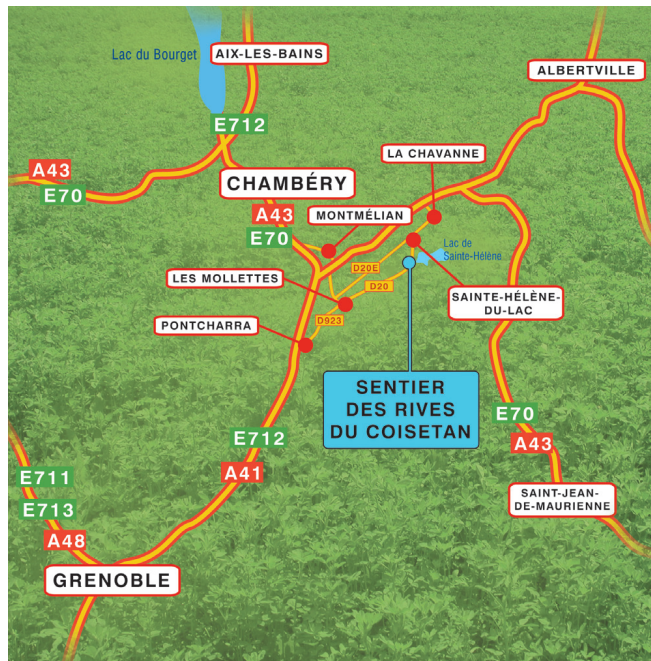 Lac du Bourget
AIX-LES-BAINS
ALBERTVILLE
E712
LA CHAVANNE
A43
E70
CHAMBÉRY
A43
MONTMÉLIAN
E70
Lac de
Sainte-Hélène
D20E
LES MOLLETTES
D20
SAINTE-HÉLÈNE-
DU-LAC
D923
PONTCHARRA
SENTIER
DES RIVES
DU COISETAN
E70
E712
A43
A41
E711
E713
SAINT-JEAN-
DE-MAURIENNE
A48
GRENOBLE